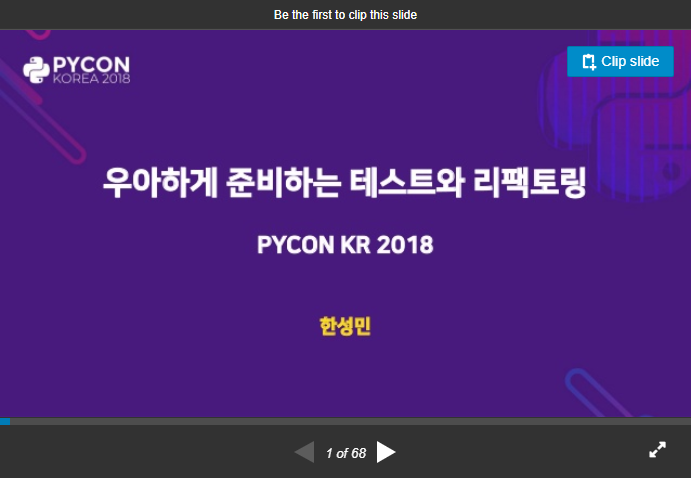 Be the first to clip this slide
PYCON
KOREA 2018
Clip slide
우아하게 준비하는 테스트와 리팩토링
PYCON KR 2018
한성민
1 of 68